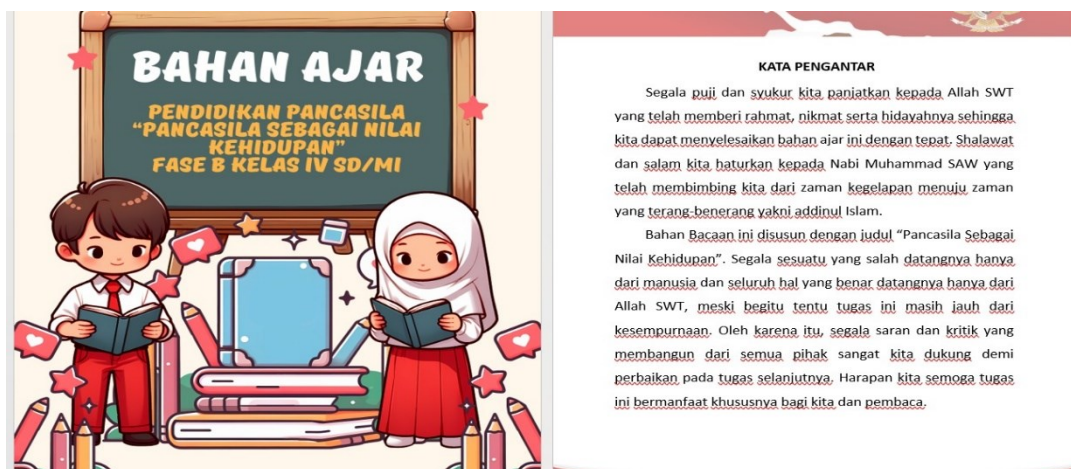 BAHAN AJAR
PENDIDIKAN PANCASILA
“PANCASILA SEBAGAI NILAI
KEHIDUPAN”
FASE B KELAS IV SD/MI
KATA PENGANTAR
Segala puji dan syukur kita panjatkan kepada Allah SWT
yang telah memberi rahmat, nikmat serta hidayahnya sehingga
kita dapat menyelesaikan bahan ajar ini dengan tepat. Shalawat
dan salam kita haturkan kepada Nabi Muhammad SAW yang
telah membimbing kita dari zaman kegelapan menuju zaman
yang terang-benerang yakni addinul Islam.
Bahan Bacaan ini disusun dengan judul “Pancasila Sebagai
Nilai Kehidupan”. Segala sesuatu yang salah datangnya hanya
dari manusia dan seluruh hal yang benar datangnya hanya dari
Allah SWT, meski begitu tentu tugas ini masih jauh dari
kesempurnaan. Oleh karena itu, segala saran dan kritik yang
membangun dari semua pihak sangat kita dukung demi
perbaikan pada tugas selanjutnya. Harapan kita semoga tugas
ini bermanfaat khususnya bagi kita dan pembaca.